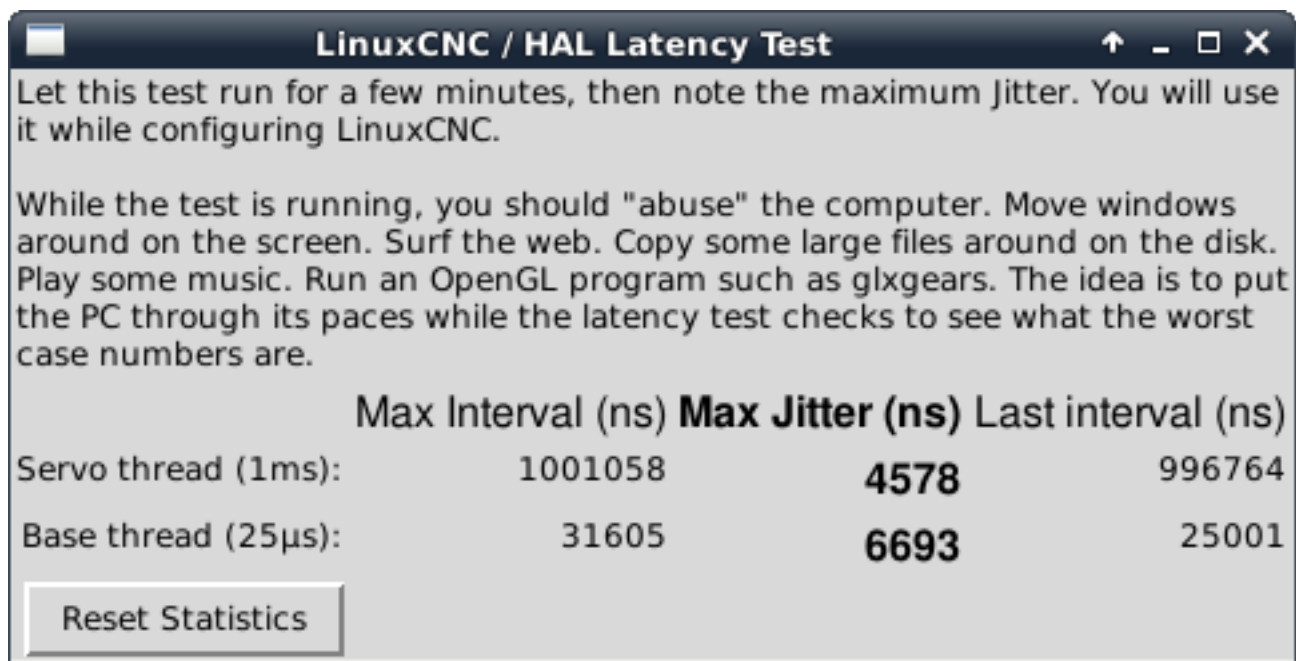 LinuxCNC / HAL Latency Test
Let this test run for a few minutes, then note the maximum Jitter. You will use
it while configuring LinuxCNC.
While the test is running, you should "abuse" the computer. Move windows
around on the screen. Surf the web. Copy some large files around on the disk.
Play some music. Run an OpenGL program such as glxgears. The idea is to put
the PC through its paces while the latency test checks to see what the worst
case numbers are.
Max Interval (ns) Max Jitter (ns) Last interval (ns)
Servo thread (1ms): 1001058 4578 996764
Base thread (25µs): 31605 6693 25001
Reset Statistics